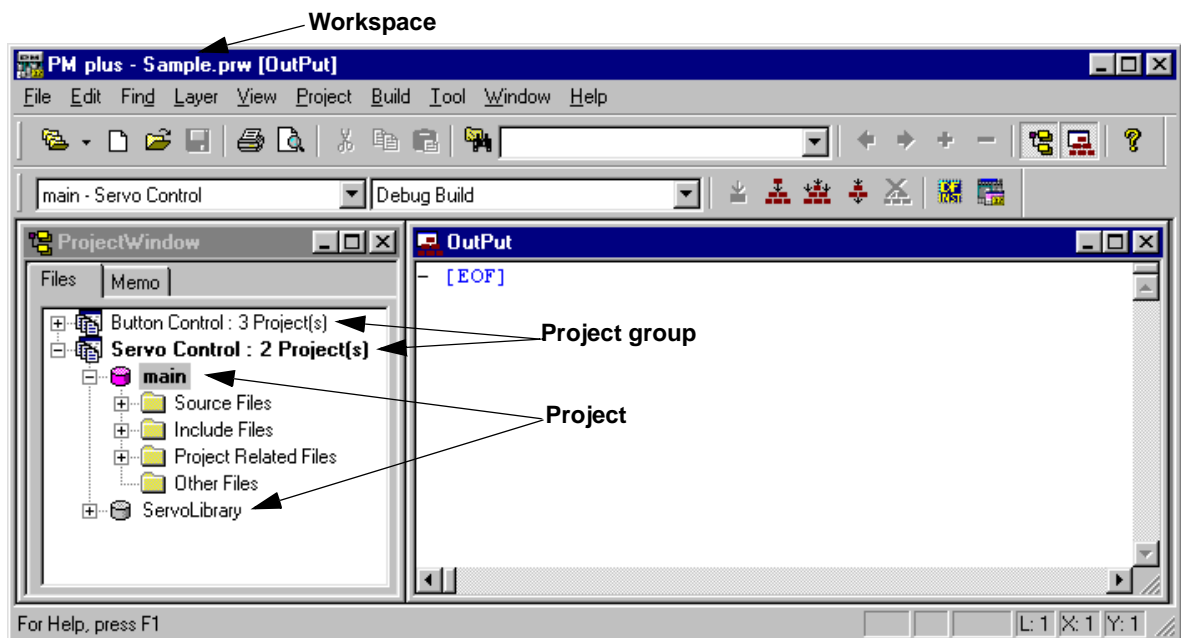 Workspace
PM plus - Sample.prw [OutPut]
File Edit Find Layer View Project Build Tool Window Help
main - Servo Control Debug Build
ProjectWindow
OutPut
Files Memo
[EOF]
Button Control : 3 Project(s)
Project group
Servo Control : 2 Project(s)
main
Source Files
Project
Include Files
Project Related Files
Other Files
ServoLibrary
For Help, press F1
L: 1 X: 1 Y: 1